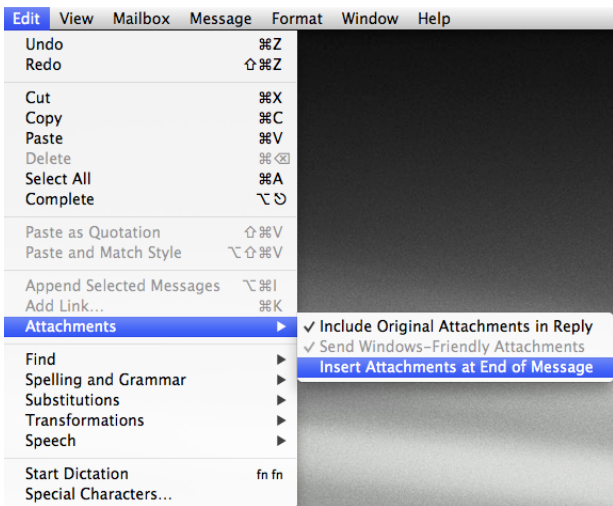 Edit View Mailbox Message Format Window Help
Undo ⌘Z
Redo ⇧⌘Z
Cut ⌘X
Copy ⌘C
Paste ⌘V
Delete ⌘⌫
Select All ⌘A
Complete ⌥⎋
Paste as Quotation ⇧⌘V
Paste and Match Style ⌥⇧⌘V
Append Selected Messages ⌥⌘I
Add Link... ⌘K
Attachments ▶
✓ Include Original Attachments in Reply
✓ Send Windows-Friendly Attachments
Insert Attachments at End of Message
Find ▶
Spelling and Grammar ▶
Substitutions ▶
Transformations ▶
Speech ▶
Start Dictation fn fn
Special Characters...